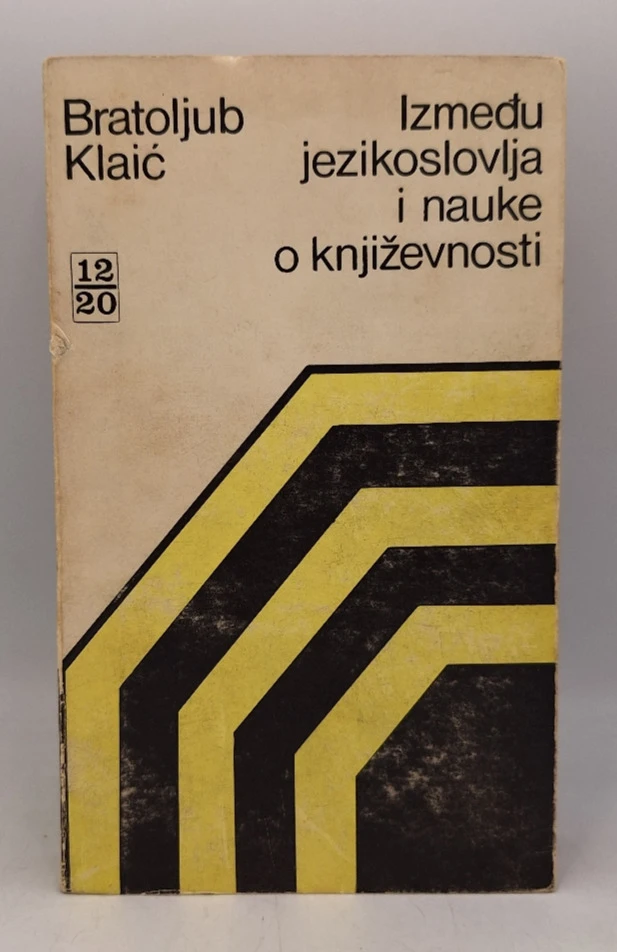 Bratoljub
Klaić
Između
jezikoslovlja
i nauke
o književnosti
12
20